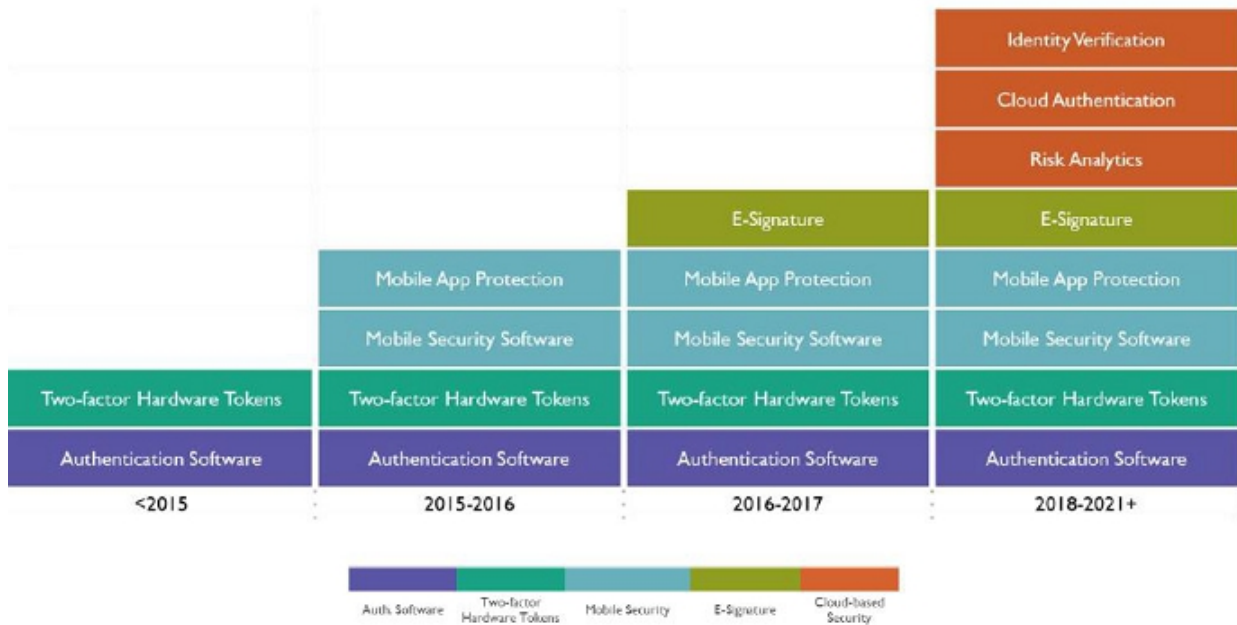 Identity Verification
Cloud Authentication
Risk Analytics
E-Signature
E-Signature
Mobile App Protection
Mobile App Protection
Mobile App Protection
Mobile Security Software
Mobile Security Software
Mobile Security Software
Two-factor Hardware Tokens
Two-factor Hardware Tokens
Two-factor Hardware Tokens
Two-factor Hardware Tokens
Authentication Software
Authentication Software
Authentication Software
Authentication Software
<2015
2015-2016
2016-2017
2018-2021+
Auth. Software
Two-factor
Hardware Tokens
Mobile Security
E-Signature
Cloud-based
Security